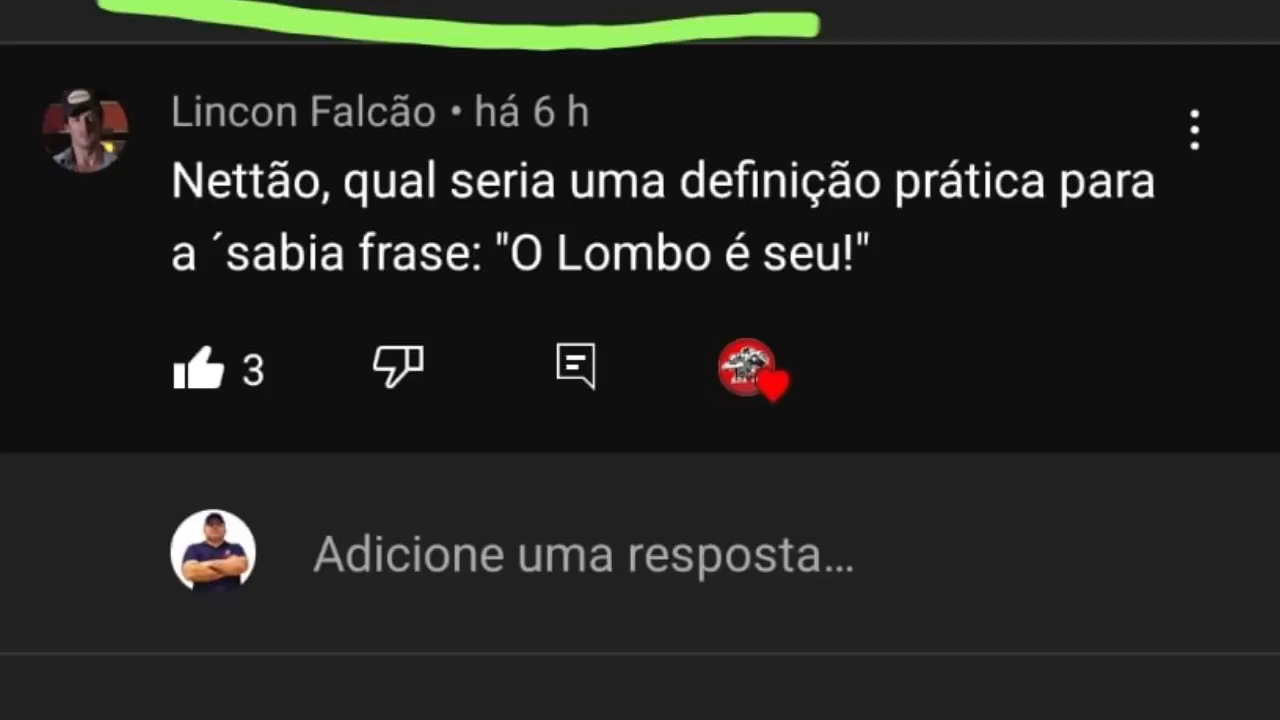 Lincon Falcão • há 6 h
Nettão, qual seria uma definição prática para
a ´sabia frase: "O Lombo é seu!"
3
Adicione uma resposta...